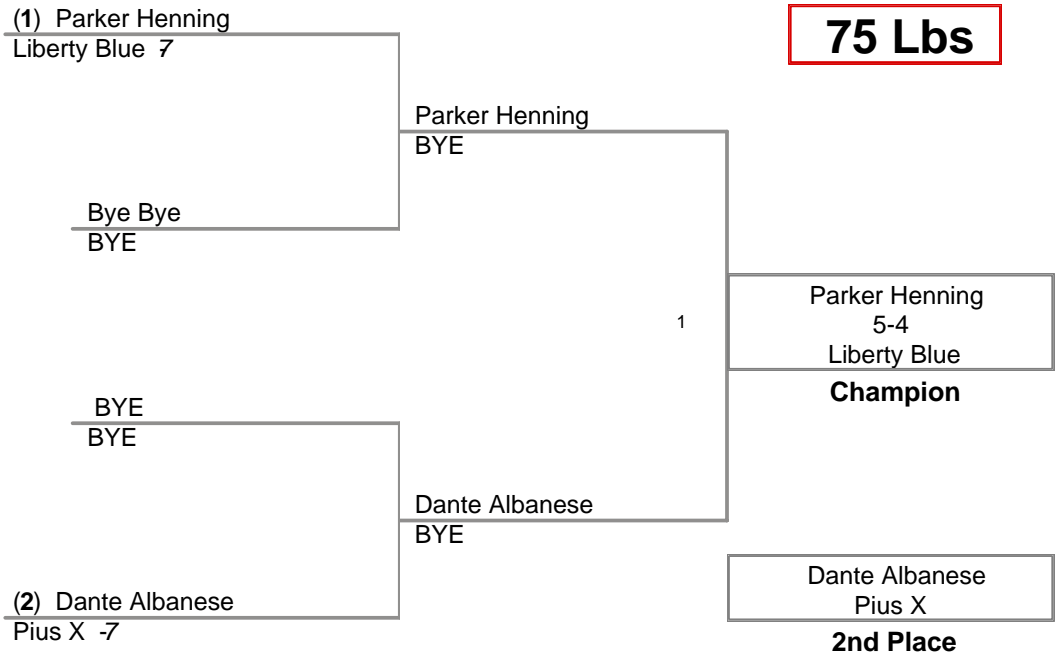 (1) Parker Henning
Liberty Blue -7
75 Lbs
Parker Henning
BYE
Bye Bye
BYE
1
Parker Henning
5-4
Liberty Blue
Champion
BYE
BYE
Dante Albanese
BYE
(2) Dante Albanese
Pius X -7
Dante Albanese
Pius X
2nd Place